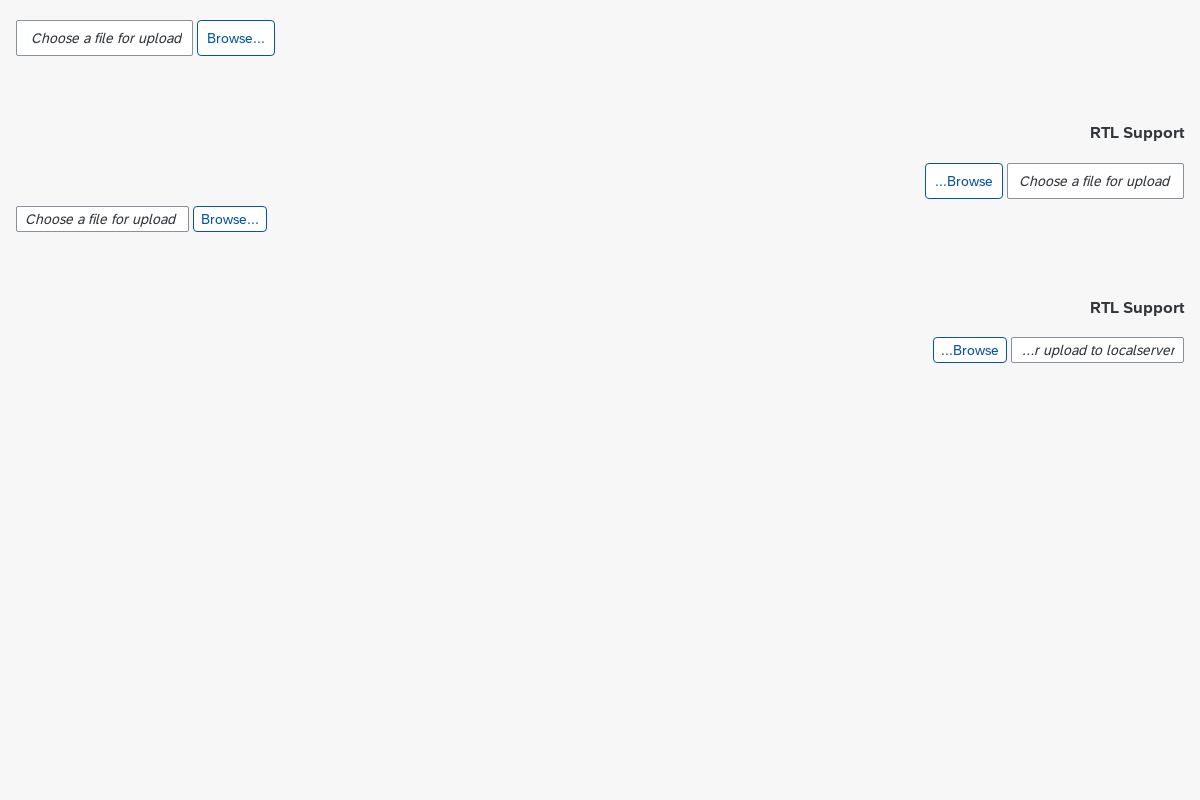 Choose a file for upload Browse...
RTL Support
...Browse Choose a file for upload
Choose a file for upload Browse...
RTL Support
...Browse ...r upload to localserver